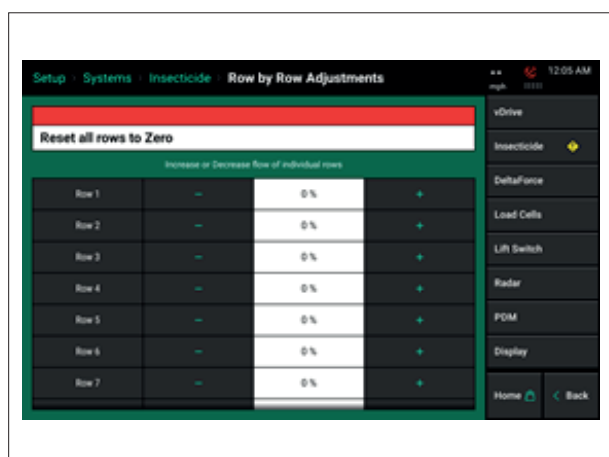 Setup › Systems › Insecticide › Row by Row Adjustments
12:05 AM
mph
Reset all rows to Zero
Increase or Decrease flow of individual rows
Row 1 − 0 % +
Row 2 − 0 % +
Row 3 − 0 % +
Row 4 − 0 % +
Row 5 − 0 % +
Row 6 − 0 % +
Row 7 − 0 % +
vDrive
Insecticide
DeltaForce
Load Cells
Lift Switch
Radar
PDM
Display
Home
< Back